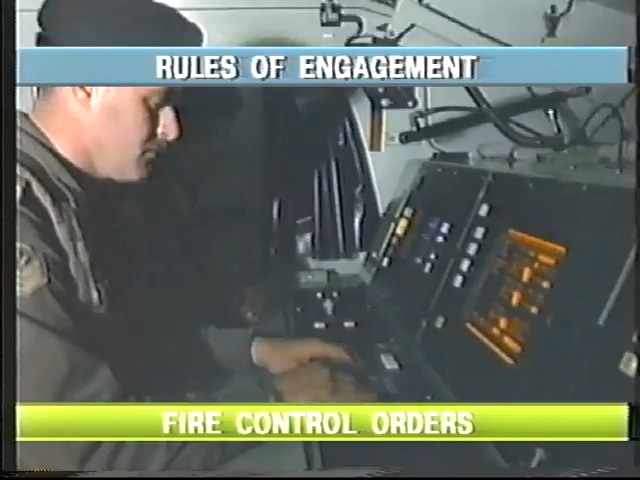 RULES OF ENGAGEMENT
FIRE CONTROL ORDERS